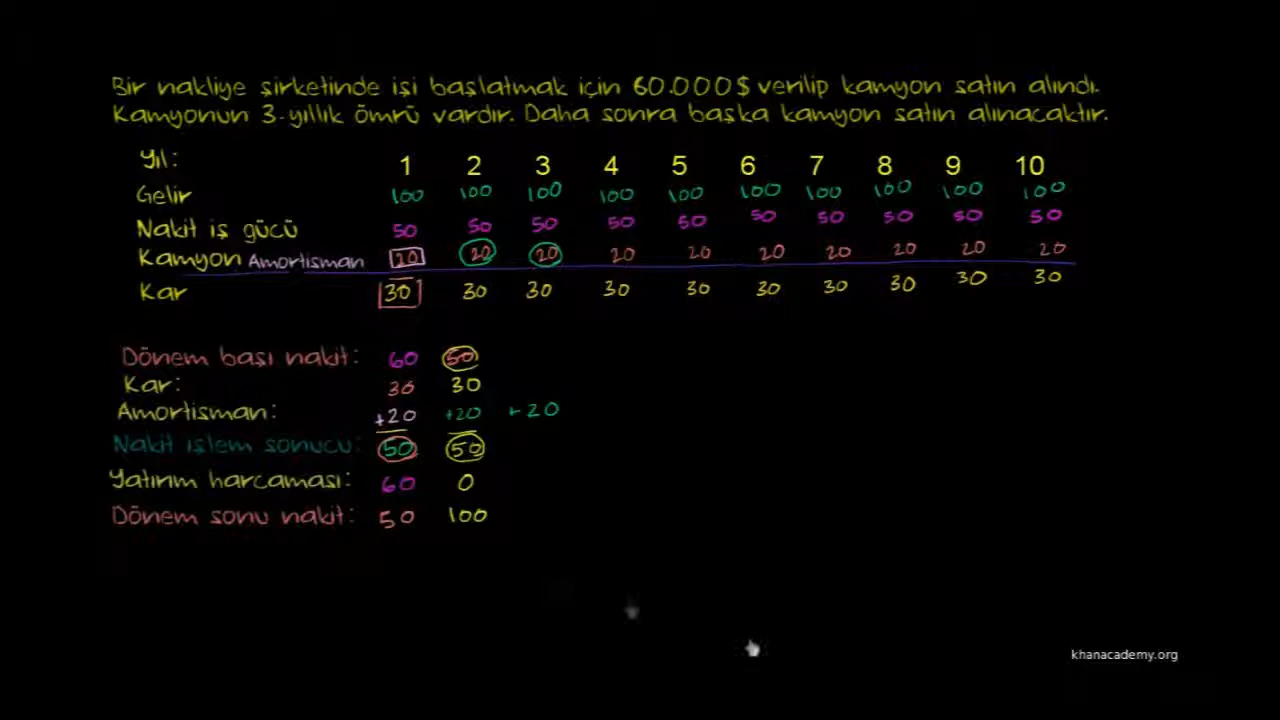 Bir nakliye şirketinde işi başlatmak için 60.000$ verilip kamyon satın alındı.
Kamyonun 3-yıllık ömrü vardır. Daha sonra başka kamyon satın alınacaktır.
Yıl: 1 2 3 4 5 6 7 8 9 10
Gelir 100 100 100 100 100 100 100 100 100 100
Nakit iş gücü 50 50 50 50 50 50 50 50 50 50
Kamyon Amortisman 20 20 20 20 20 20 20 20 20 20
Kar 30 30 30 30 30 30 30 30 30 30
Dönem başı nakit: 60 50
Kar: 30 30
Amortisman: +20 +20 +20
Nakit işlem sonucu: 50 50
Yatırım harcaması: 60 0
Dönem sonu nakit: 50 100
khanacademy.org